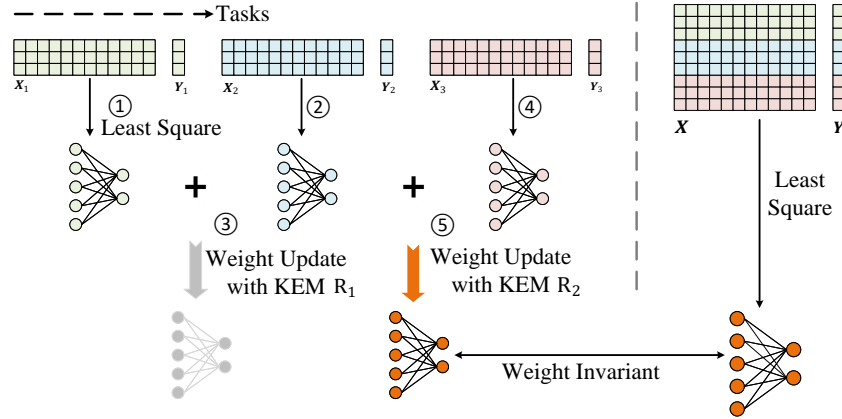 Tasks
X₁ Y₁ X₂ Y₂ X₃ Y₃
X Y
① ② ④
Least Square
Least
Square
③ ⑤
Weight Update
with KEM R₁
Weight Update
with KEM R₂
Weight Invariant